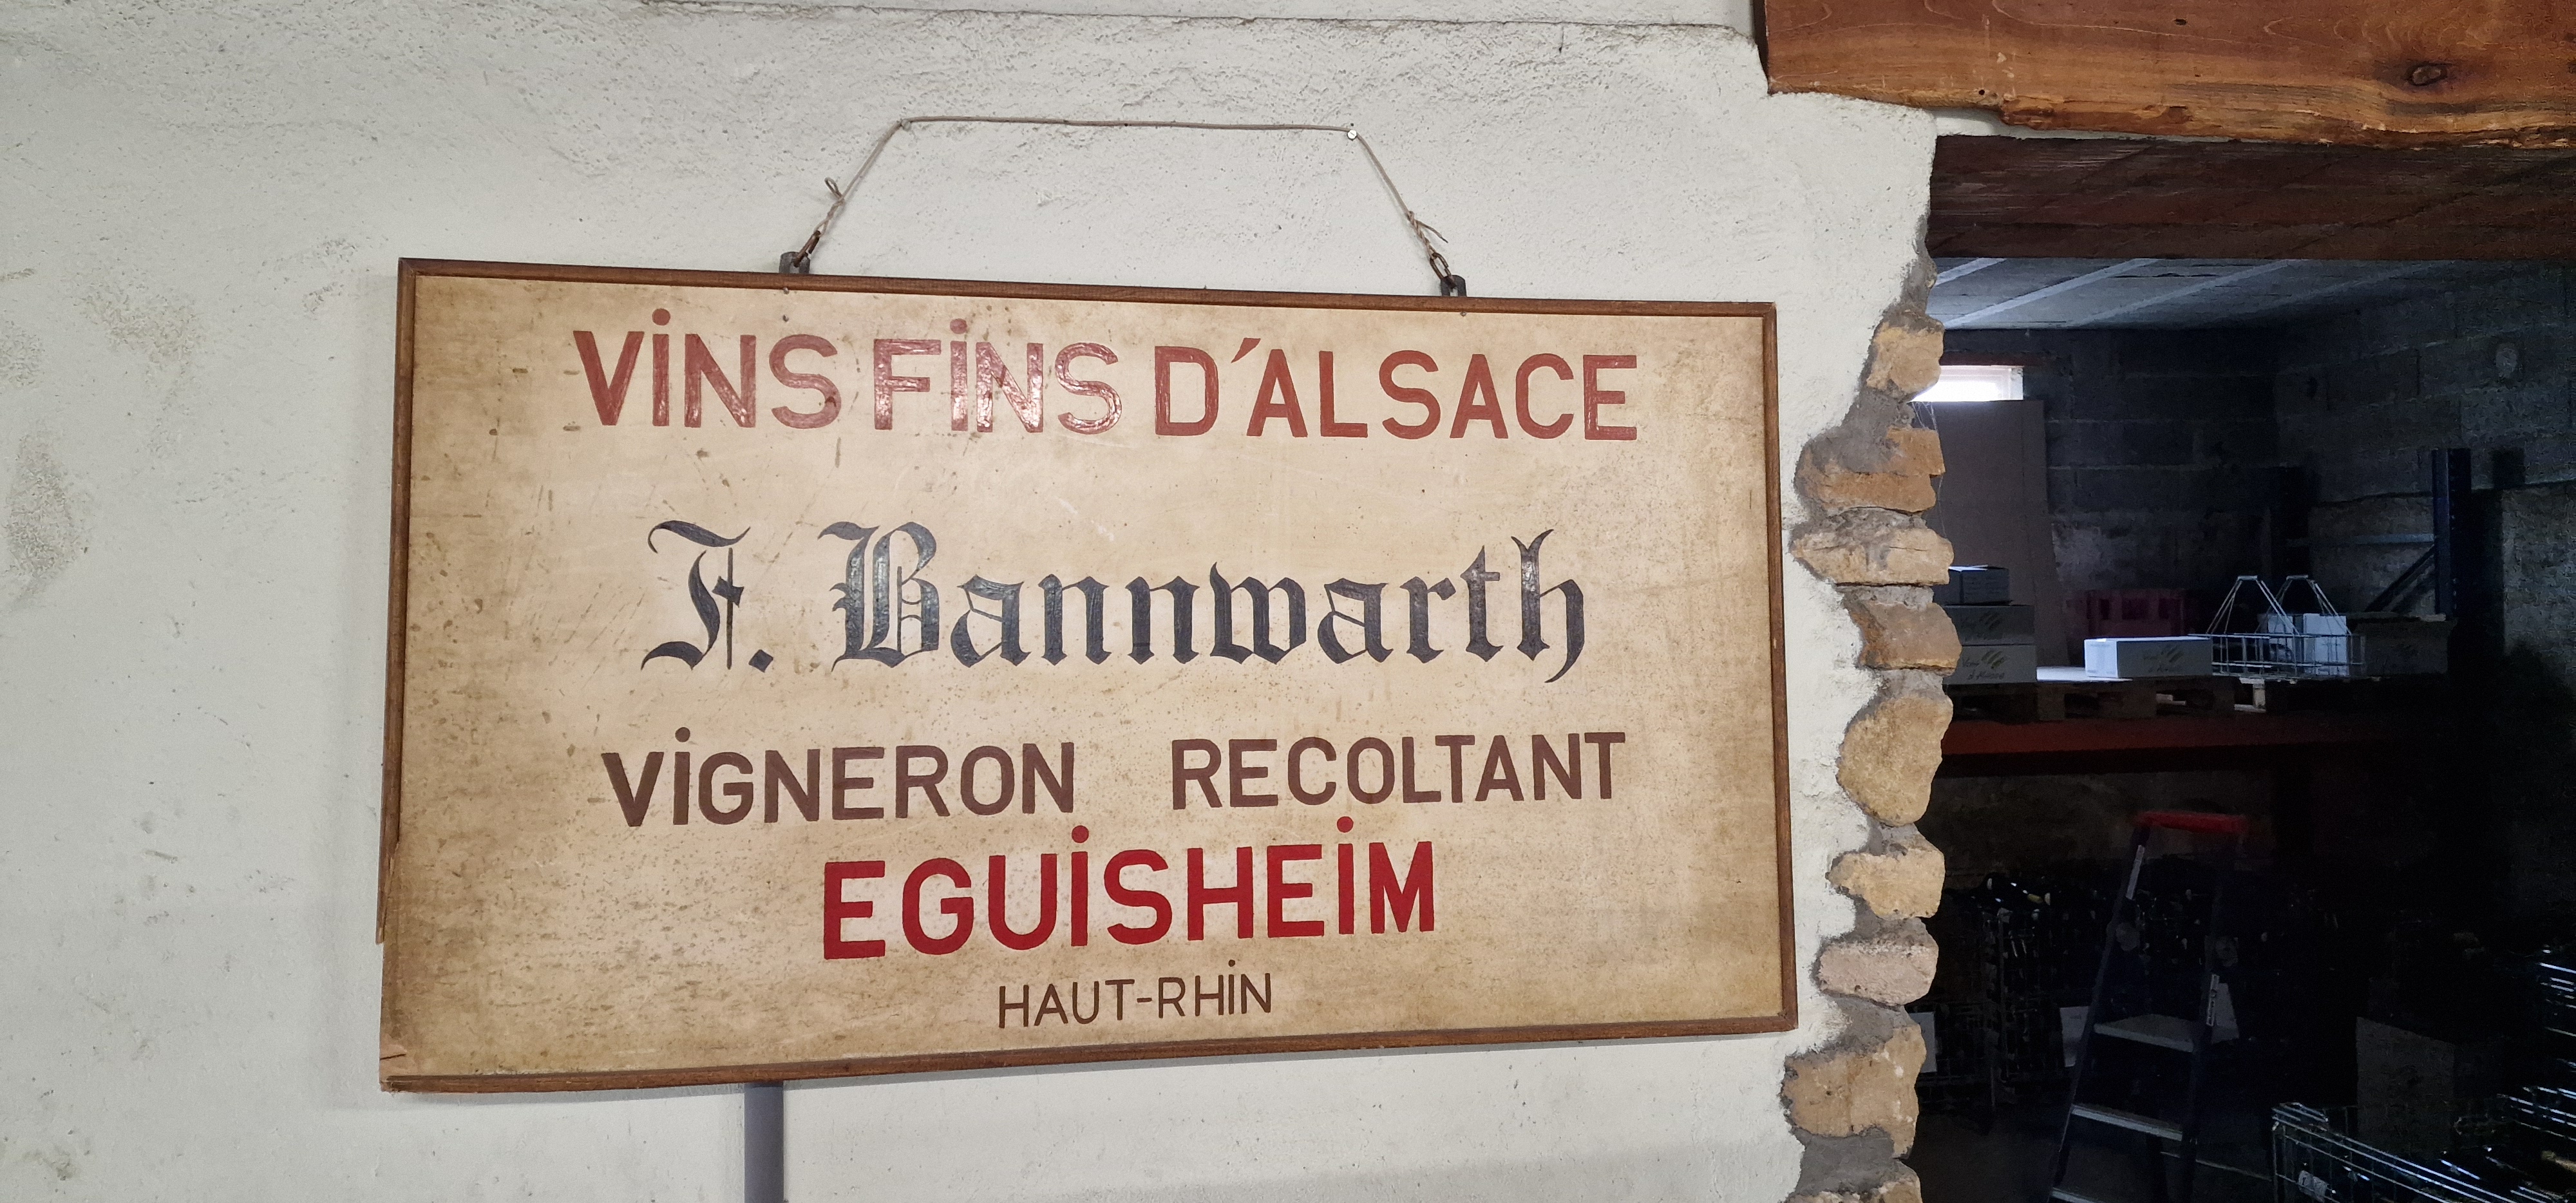 VINS FINS D'ALSACE
F. Bannwarth
VIGNERON RECOLTANT
EGUISHEIM
HAUT-RHIN